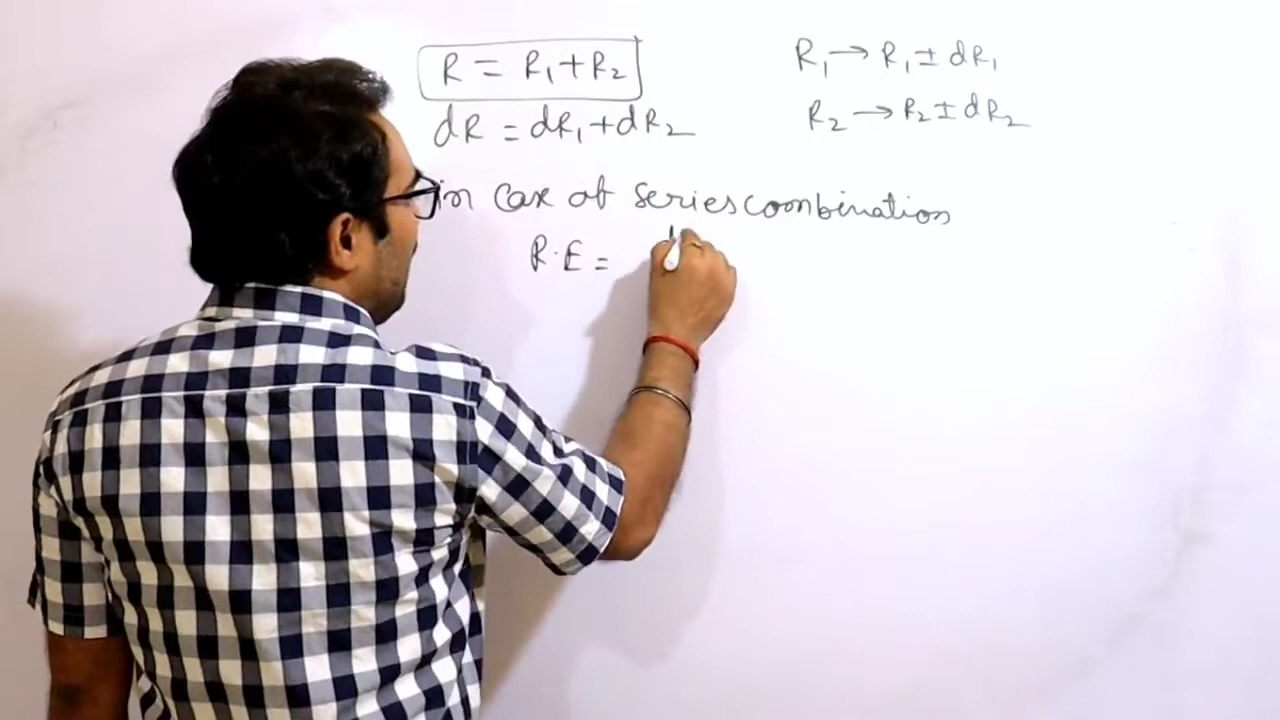 R = R₁+R₂
dR = dR₁+dR₂
R₁ → R₁ ± dR₁
R₂ → R₂ ± dR₂
in case of series combination
R.E =